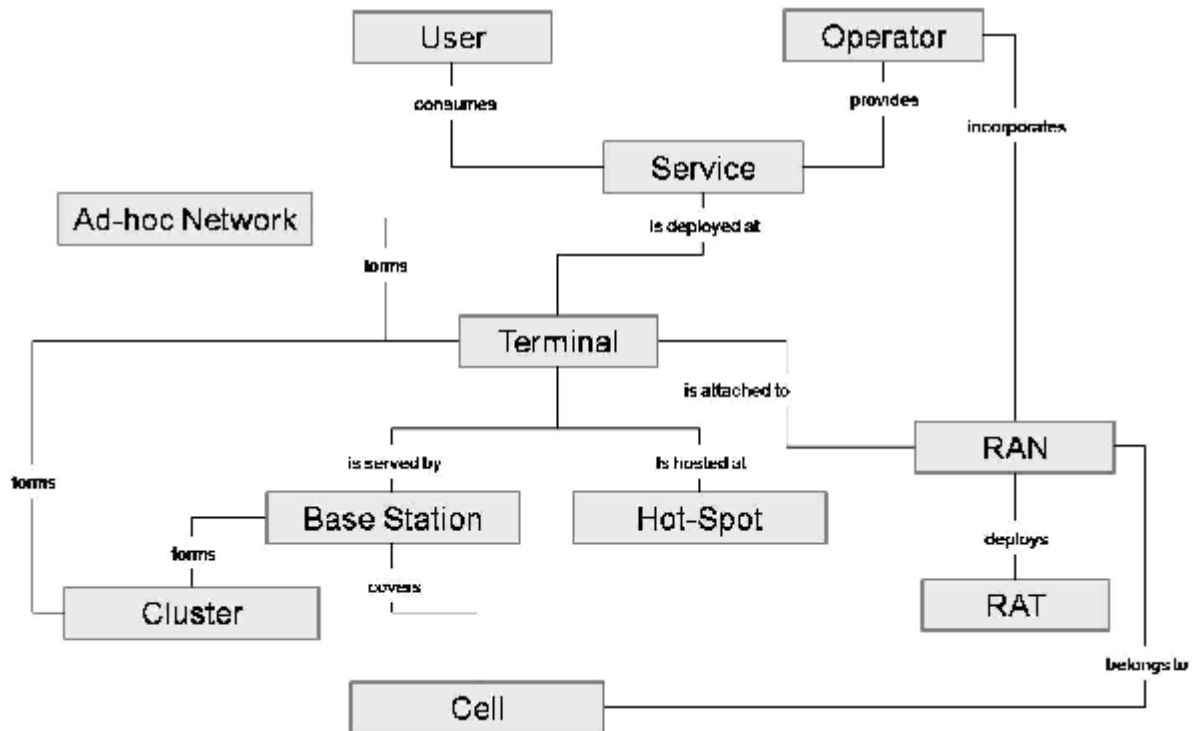 User
Operator
consumes
provides
incorporates
Service
Ad-hoc Network
is deployed at
forms
Terminal
is attached to
RAN
is served by
is hosted at
forms
Base Station
Hot-Spot
forms
deploys
covers
Cluster
RAT
belongs to
Cell